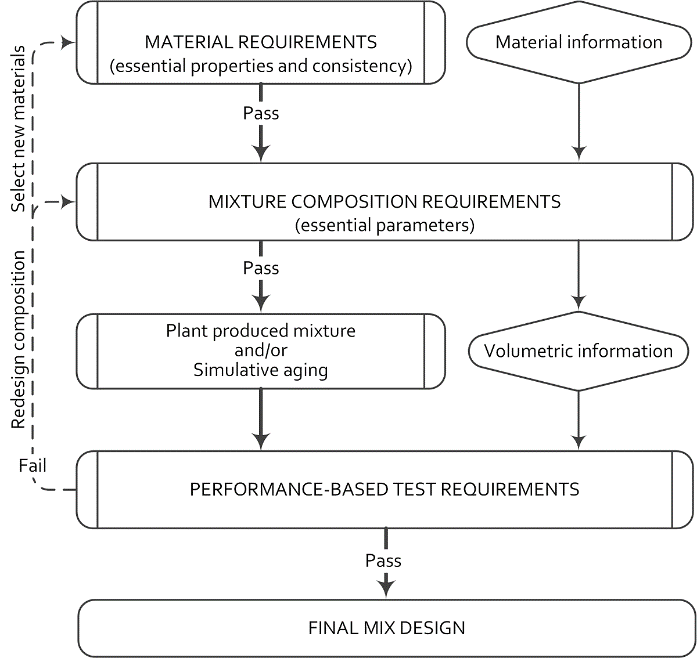 MATERIAL REQUIREMENTS
(essential properties and consistency)
Material information
Select new materials
Pass
MIXTURE COMPOSITION REQUIREMENTS
(essential parameters)
Pass
Redesign composition
Plant produced mixture
and/or
Simulative aging
Volumetric information
Fail
PERFORMANCE-BASED TEST REQUIREMENTS
Pass
FINAL MIX DESIGN